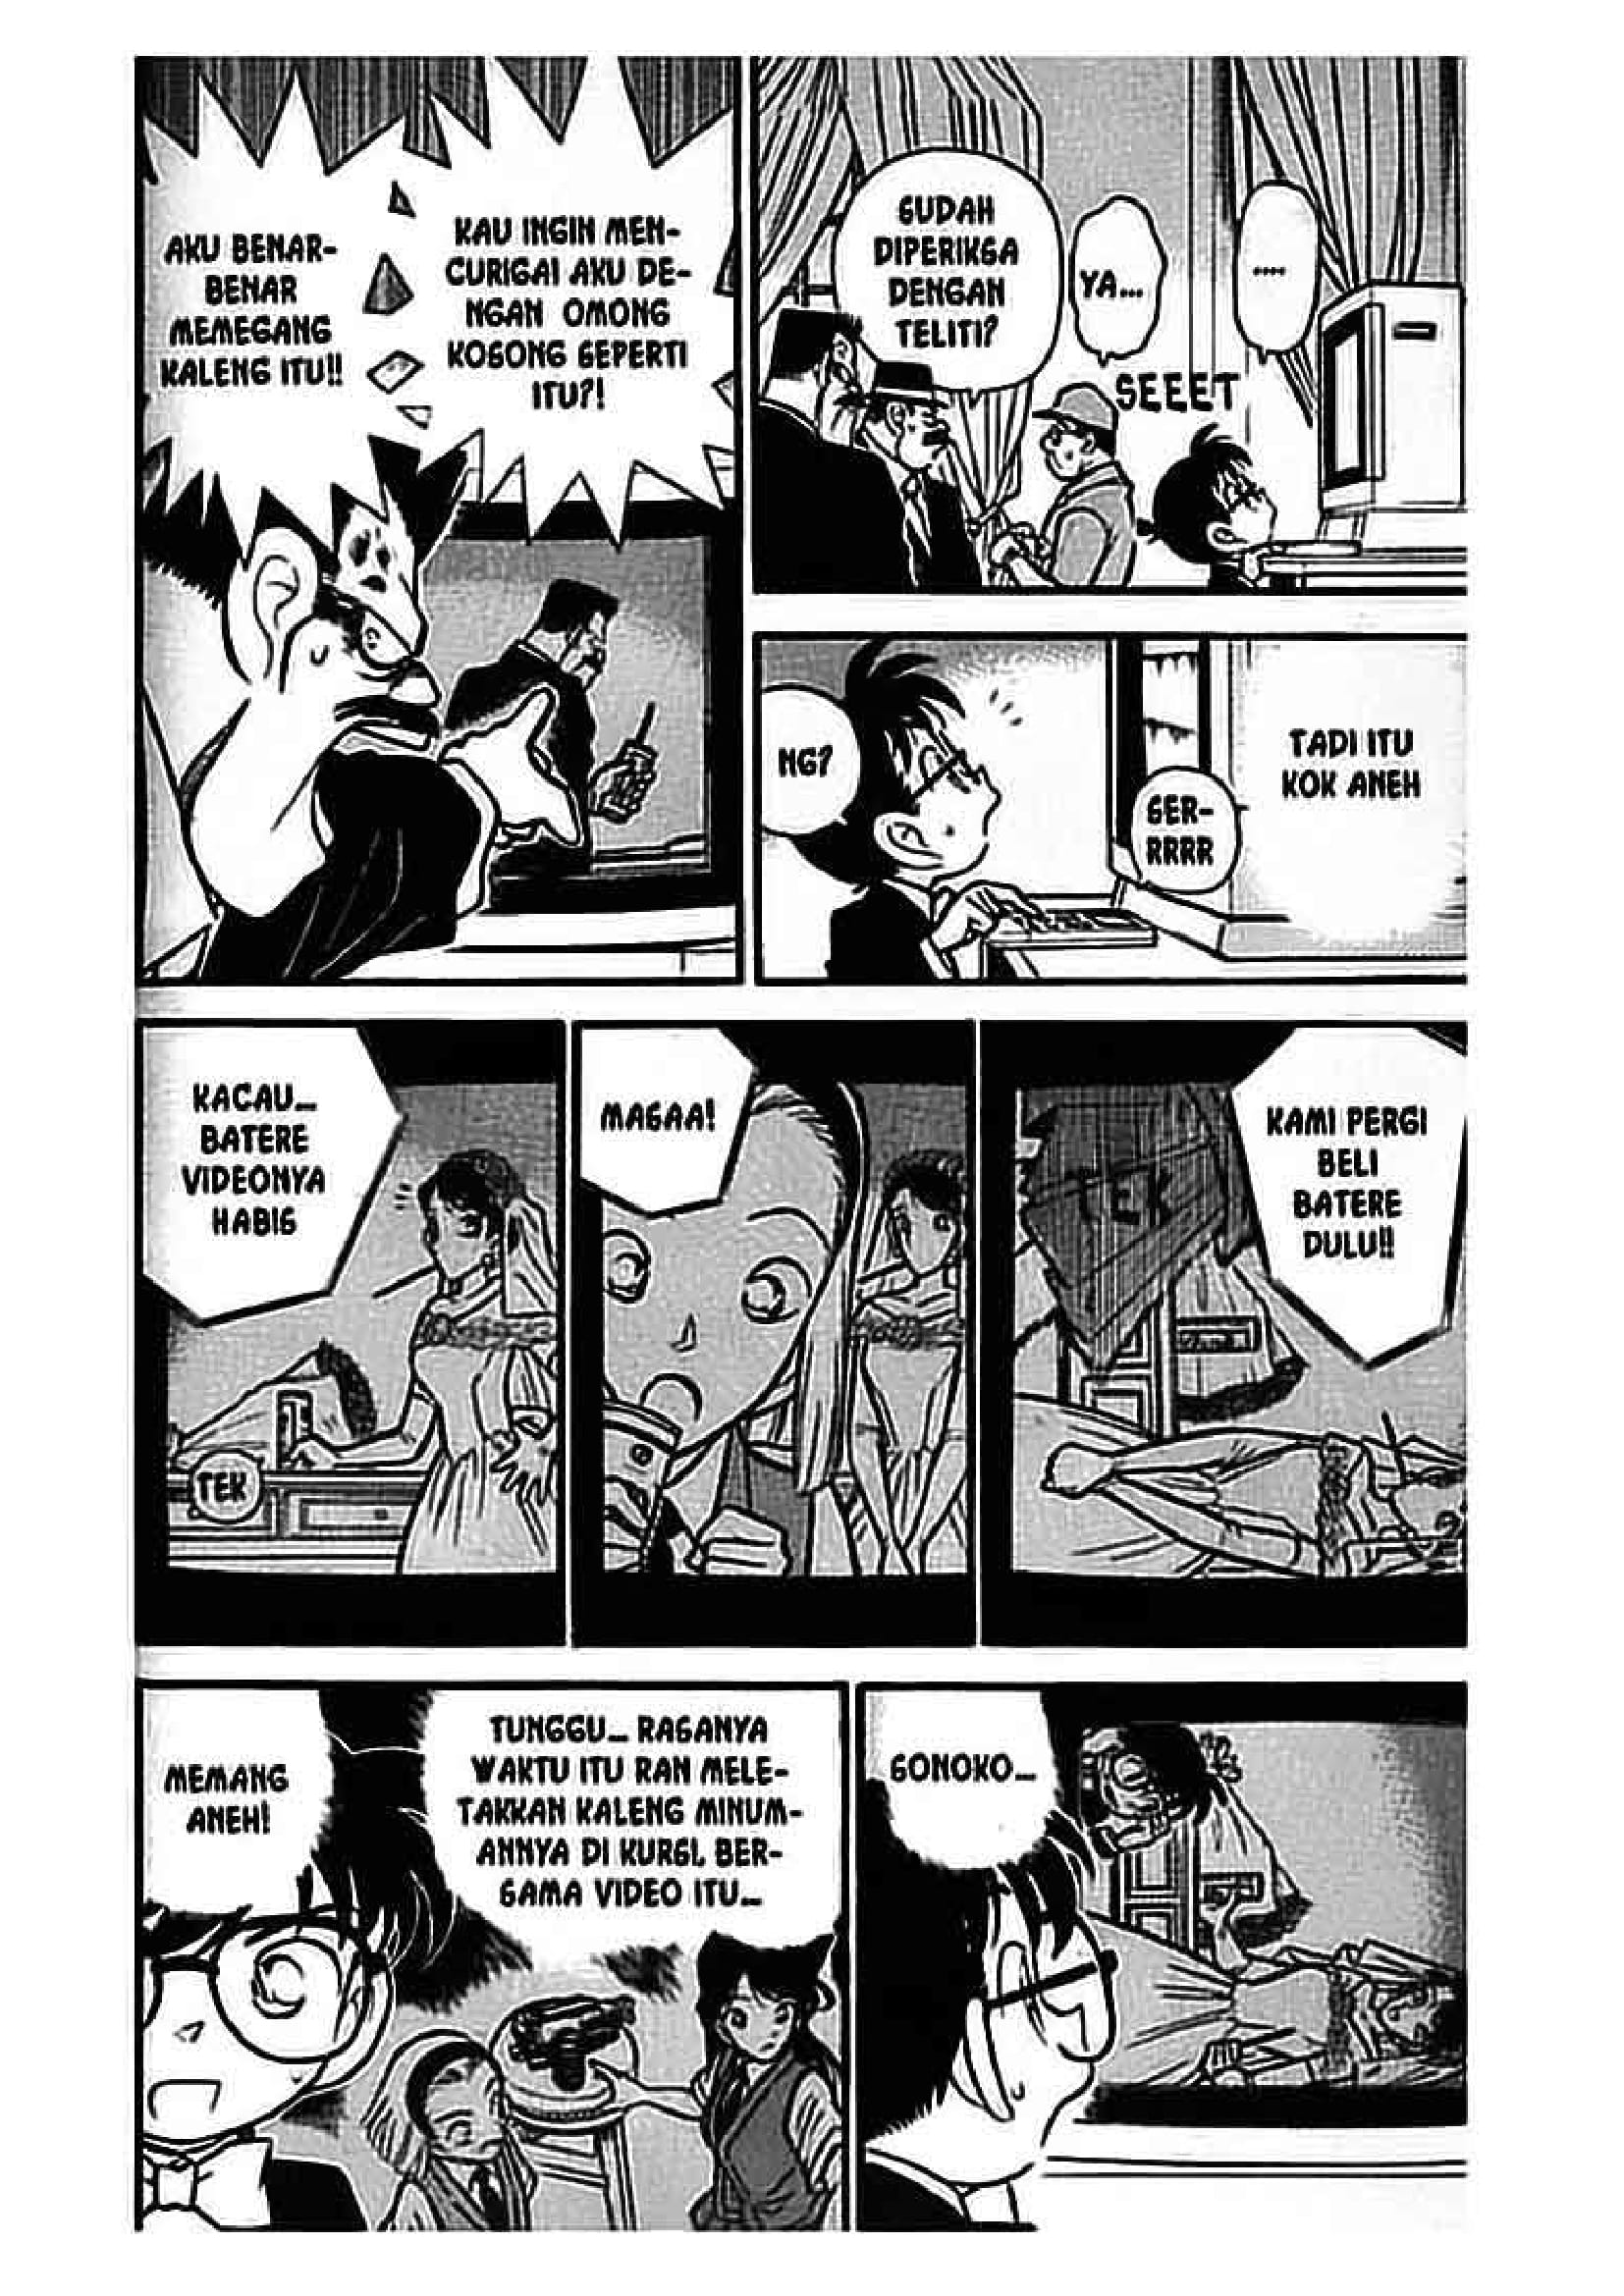 SUDAH
DIPERIKSA
DENGAN
TELITI?
YA...
....
SEEET
TADI ITU
KOK ANEH
SER-
RRRR
NG?
KAU INGIN MEN-
CURIGAI AKU DE-
NGAN OMONG
KOSONG SEPERTI
ITU?!
AKU BENAR-
BENAR
MEMEGANG
KALENG ITU!!
KAMI PERGI
BELI
BATERE
DULU!!
TEK
MASAA!
KACAU...
BATERE
VIDEONYA
HABIS
TEK
SONOKO...
TUNGGU... RASANYA
WAKTU ITU RAN MELE-
TAKKAN KALENG MINUM-
ANNYA DI KURSI, BER-
SAMA VIDEO ITU...
MEMANG
ANEH!